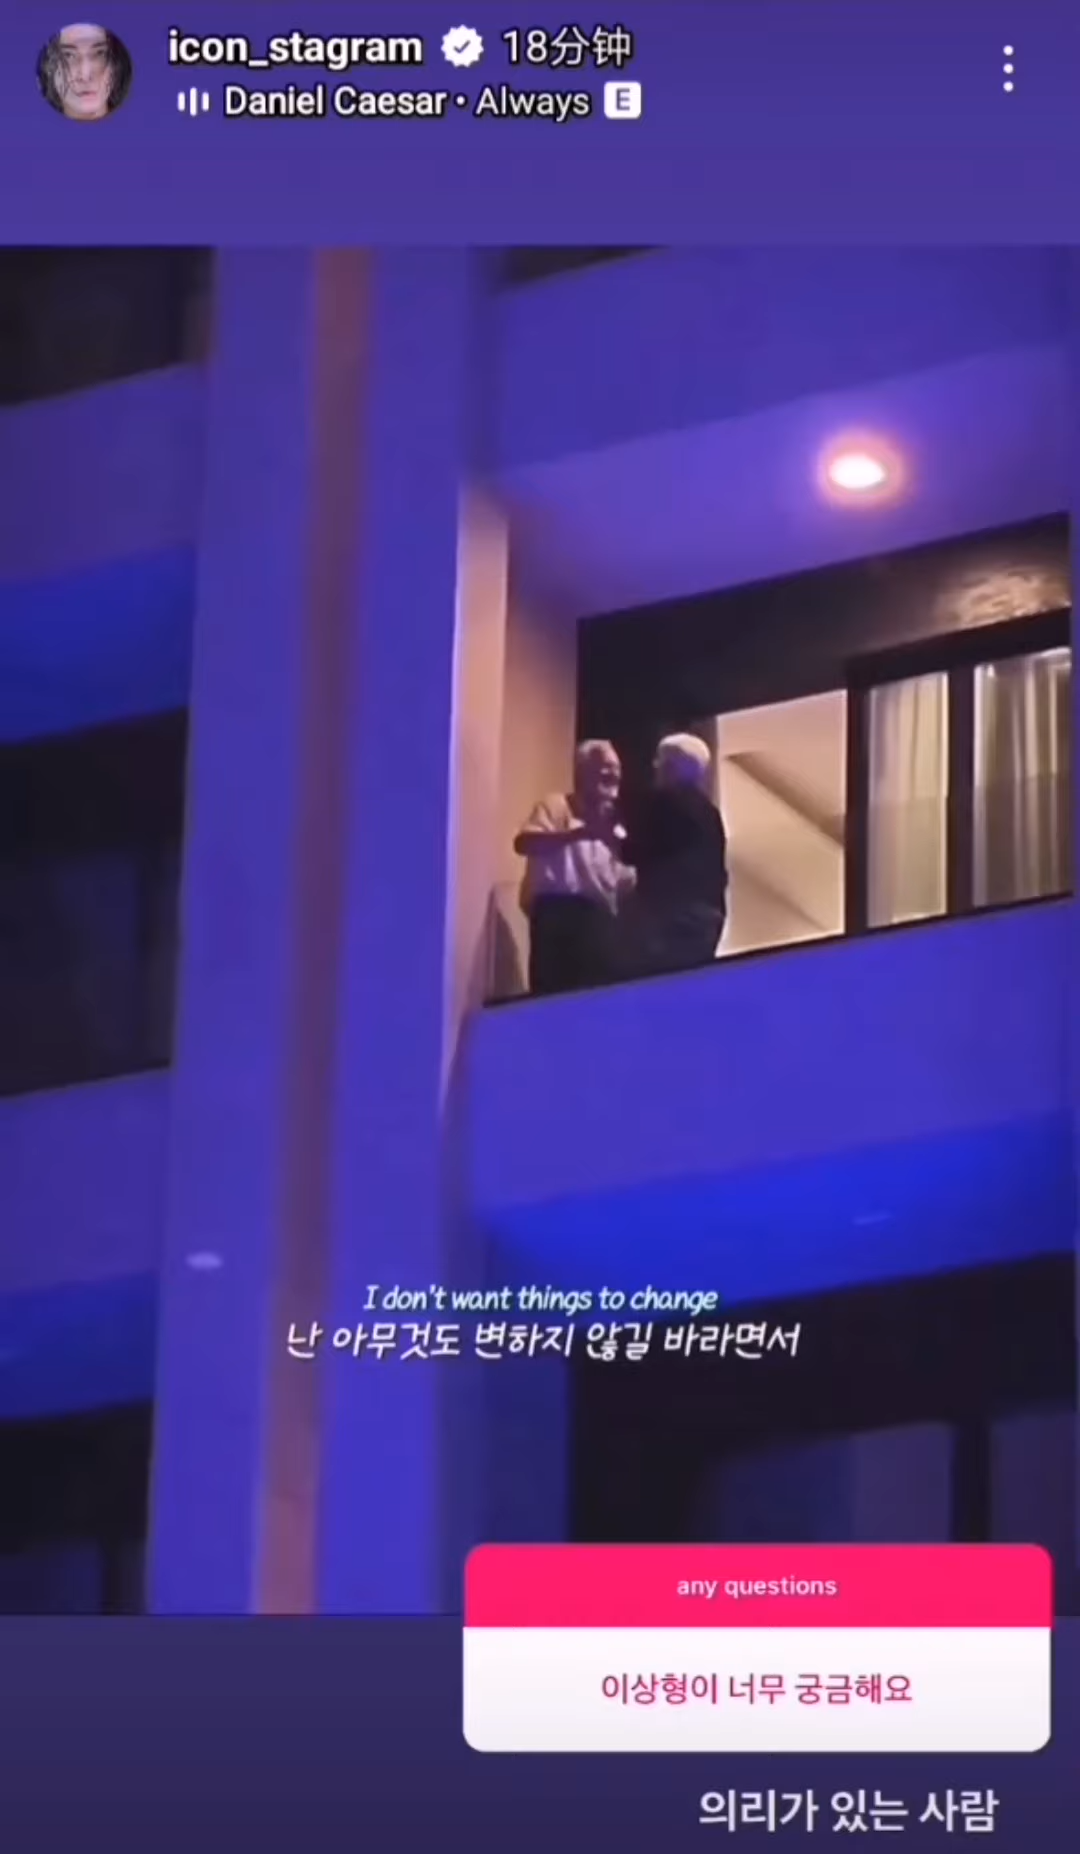 icon_stagram 18分钟
Daniel Caesar • Always E
I don't want things to change
난 아무것도 변하지 않길 바라면서
any questions
이상형이 너무 궁금해요
의리가 있는 사람